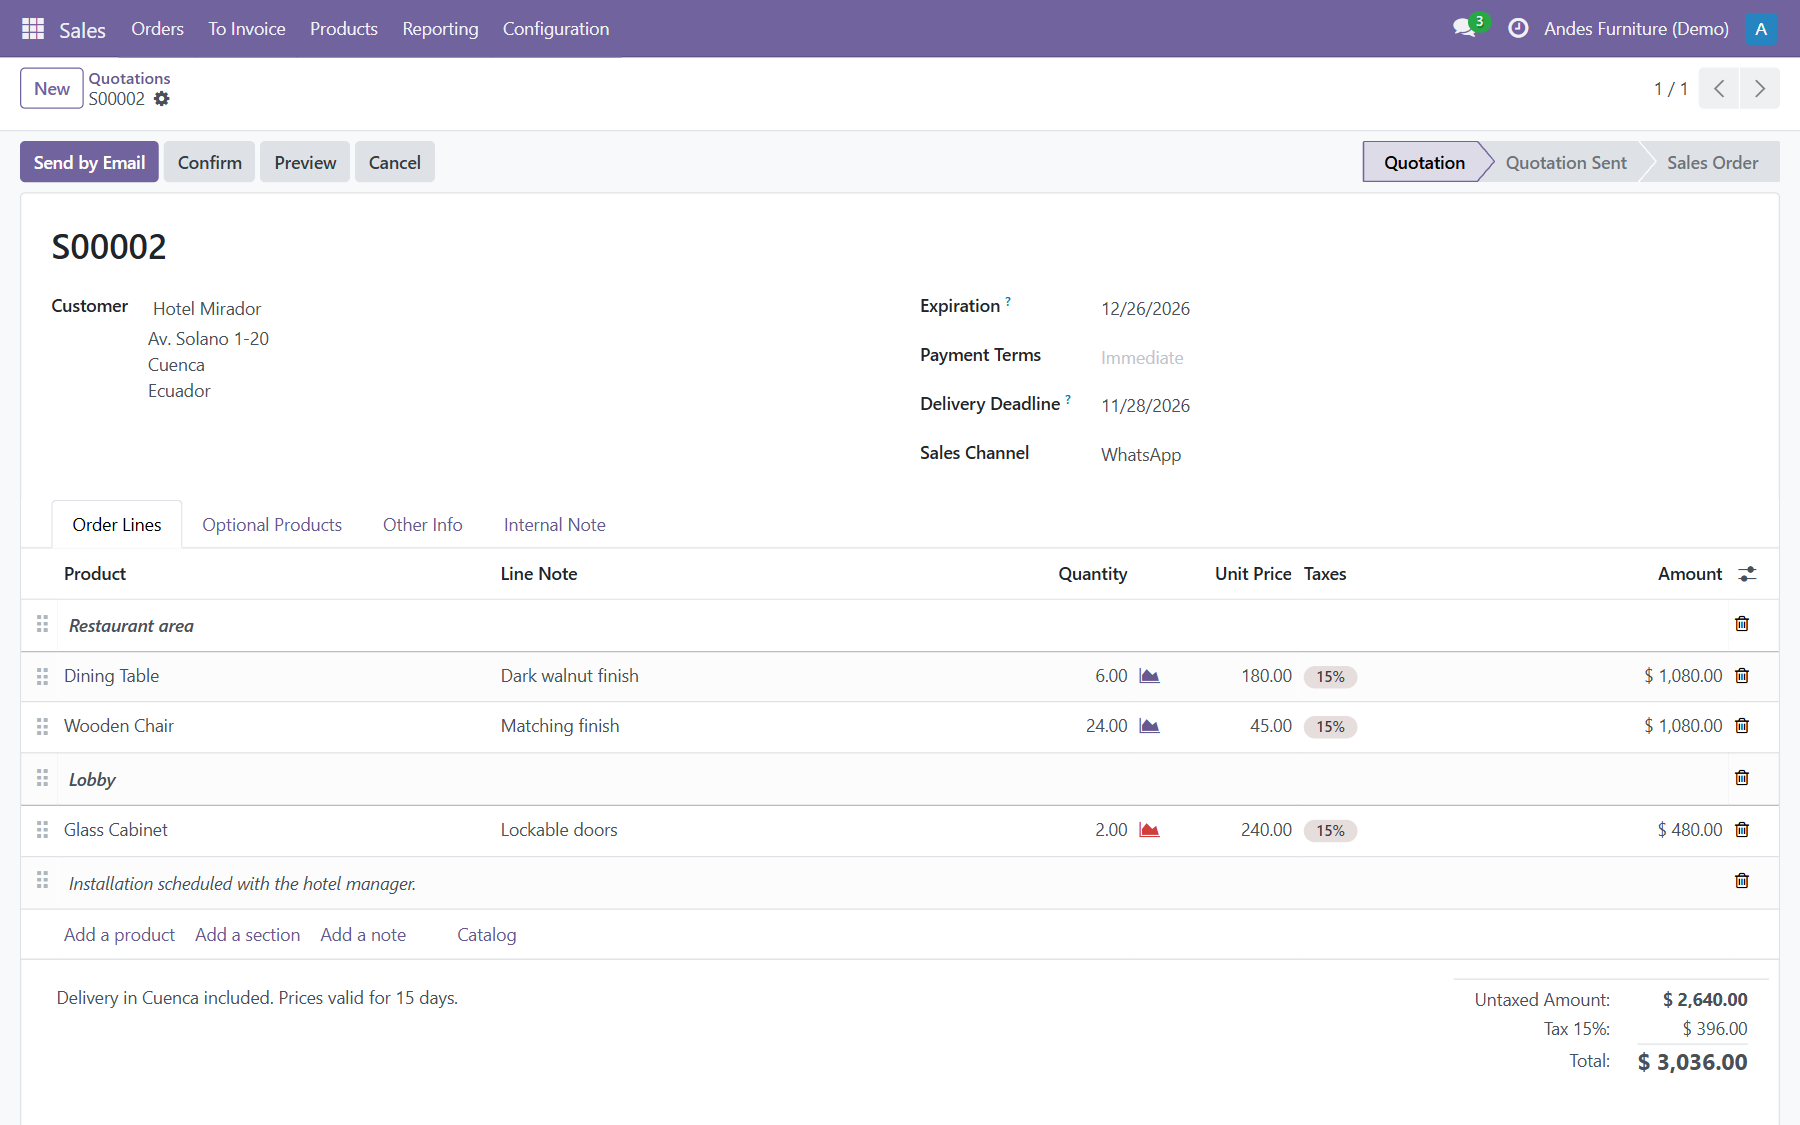 Sales Orders To Invoice Products Reporting Configuration 3 Andes Furniture (Demo) A
New Quotations
S00002
1 / 1
Send by Email Confirm Preview Cancel Quotation Quotation Sent Sales Order
S00002
Customer Hotel Mirador
Av. Solano 1-20
Cuenca
Ecuador
Expiration ? 12/26/2026
Payment Terms Immediate
Delivery Deadline ? 11/28/2026
Sales Channel WhatsApp
Order Lines Optional Products Other Info Internal Note
Product Line Note Quantity Unit Price Taxes Amount
Restaurant area
Dining Table Dark walnut finish 6.00 180.00 15% $ 1,080.00
Wooden Chair Matching finish 24.00 45.00 15% $ 1,080.00
Lobby
Glass Cabinet Lockable doors 2.00 240.00 15% $ 480.00
Installation scheduled with the hotel manager.
Add a product Add a section Add a note Catalog
Delivery in Cuenca included. Prices valid for 15 days.
Untaxed Amount: $ 2,640.00
Tax 15%: $ 396.00
Total: $ 3,036.00